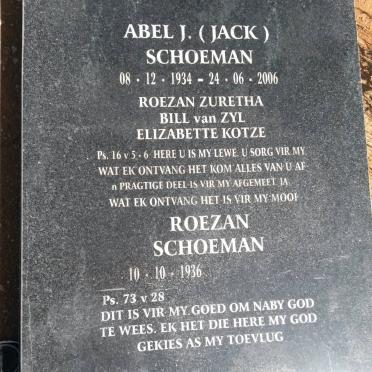 ABEL J. ( JACK )
SCHOEMAN
08 · 12 · 1934 – 24 · 06 · 2006
ROEZAN ZURETHA
BILL van ZYL
ELIZABETTE KOTZE
Ps. 16 v 5 - 6 HERE U IS MY LEWE. U SORG VIR MY.
WAT EK ONTVANG HET KOM ALLES VAN U AF
n PRAGTIGE DEEL IS VIR MY AFGEMEET JA
WAT EK ONTVANG HET IS VIR MY MOOI
ROEZAN
SCHOEMAN
10 · 10 · 1936
Ps. 73 v 28
DIT IS VIR MY GOED OM NABY GOD
TE WEES. EK HET DIE HERE MY GOD
GEKIES AS MY TOEVLUG